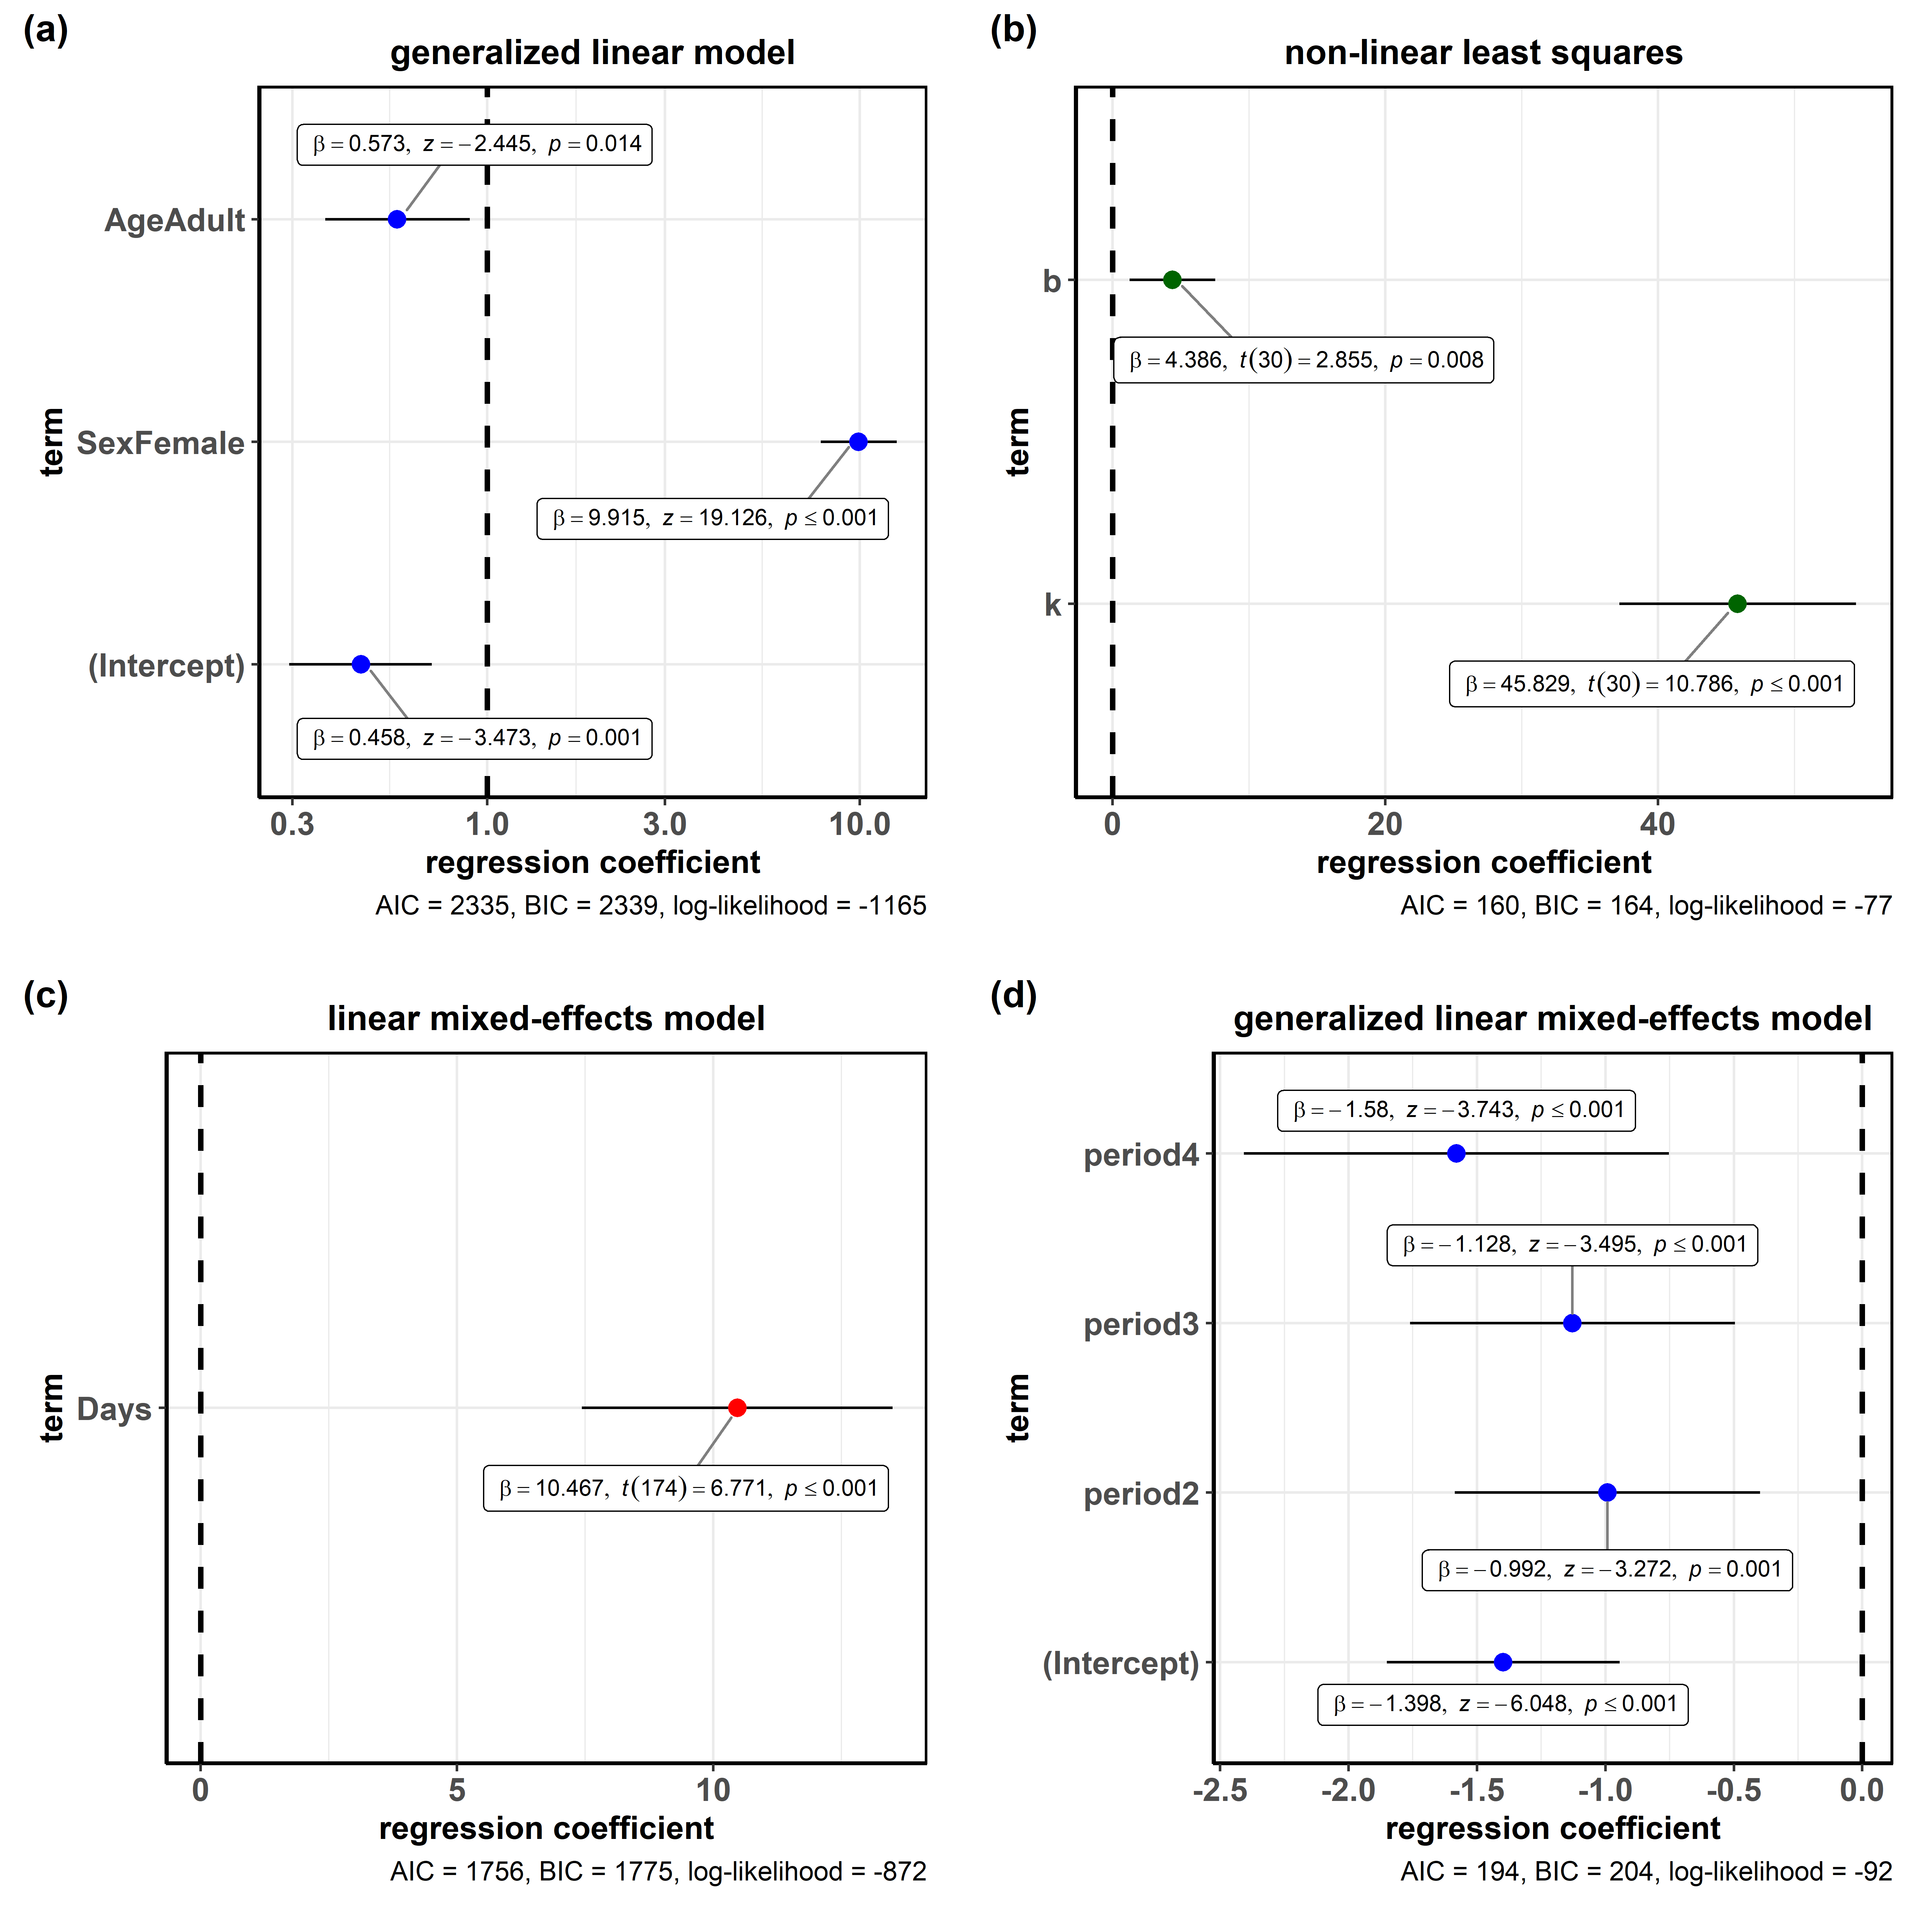 (a)
generalized linear model
β = 0.573, z = −2.445, p = 0.014
AgeAdult
SexFemale
β = 9.915, z = 19.126, p ≤ 0.001
(Intercept)
β = 0.458, z = −3.473, p = 0.001
term
0.3 1.0 3.0 10.0
regression coefficient
AIC = 2335, BIC = 2339, log-likelihood = -1165
(b)
non-linear least squares
b
β = 4.386, t(30) = 2.855, p = 0.008
k
β = 45.829, t(30) = 10.786, p ≤ 0.001
term
0 20 40
regression coefficient
AIC = 160, BIC = 164, log-likelihood = -77
(c)
linear mixed-effects model
Days
β = 10.467, t(174) = 6.771, p ≤ 0.001
term
0 5 10
regression coefficient
AIC = 1756, BIC = 1775, log-likelihood = -872
(d)
generalized linear mixed-effects model
β = −1.58, z = −3.743, p ≤ 0.001
period4
β = −1.128, z = −3.495, p ≤ 0.001
period3
period2
β = −0.992, z = −3.272, p = 0.001
(Intercept)
β = −1.398, z = −6.048, p ≤ 0.001
term
-2.5 -2.0 -1.5 -1.0 -0.5 0.0
regression coefficient
AIC = 194, BIC = 204, log-likelihood = -92